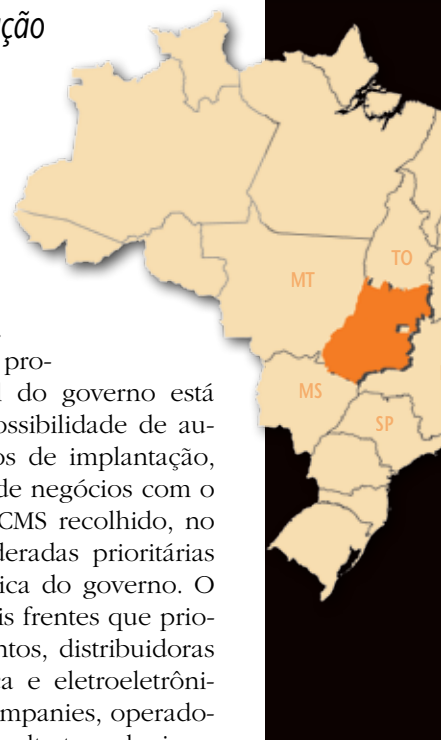 ção
pro-
do governo está
ossibilidade de au-
os de implantação,
de negócios com o
CMS recolhido, no
deradas prioritárias
ica do governo. O
is frentes que prio-
ntos, distribuidoras
a e eletroeletrôni-
mpanies, operado-
TO
MT
MS
SP